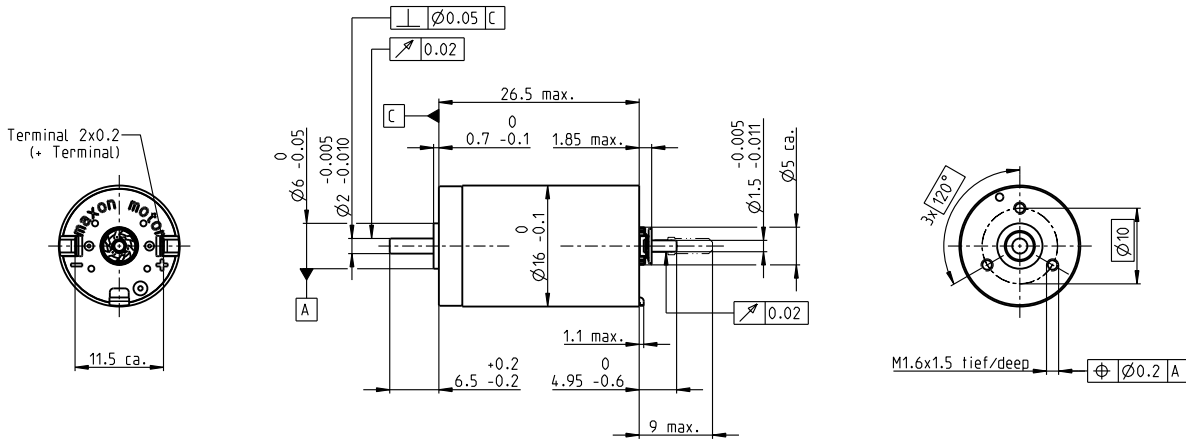 ⊥ Ø0.05 C
↗ 0.02
26.5 max.
C
0
0.7 -0.1
1.85 max.
Terminal 2x0.2
(+ Terminal)
0
Ø6 -0.05
-0.005
Ø2 -0.010
-0.005
Ø1.5 -0.011
Ø5 ca.
maxon motor
- +
0
Ø16 -0.1
3x 120°
Ø10
A
↗ 0.02
11.5 ca.
1.1 max.
+0.2
6.5 -0.2
0
4.95 -0.6
M1.6x1.5 tief/deep
⌖ Ø0.2 A
9 max.